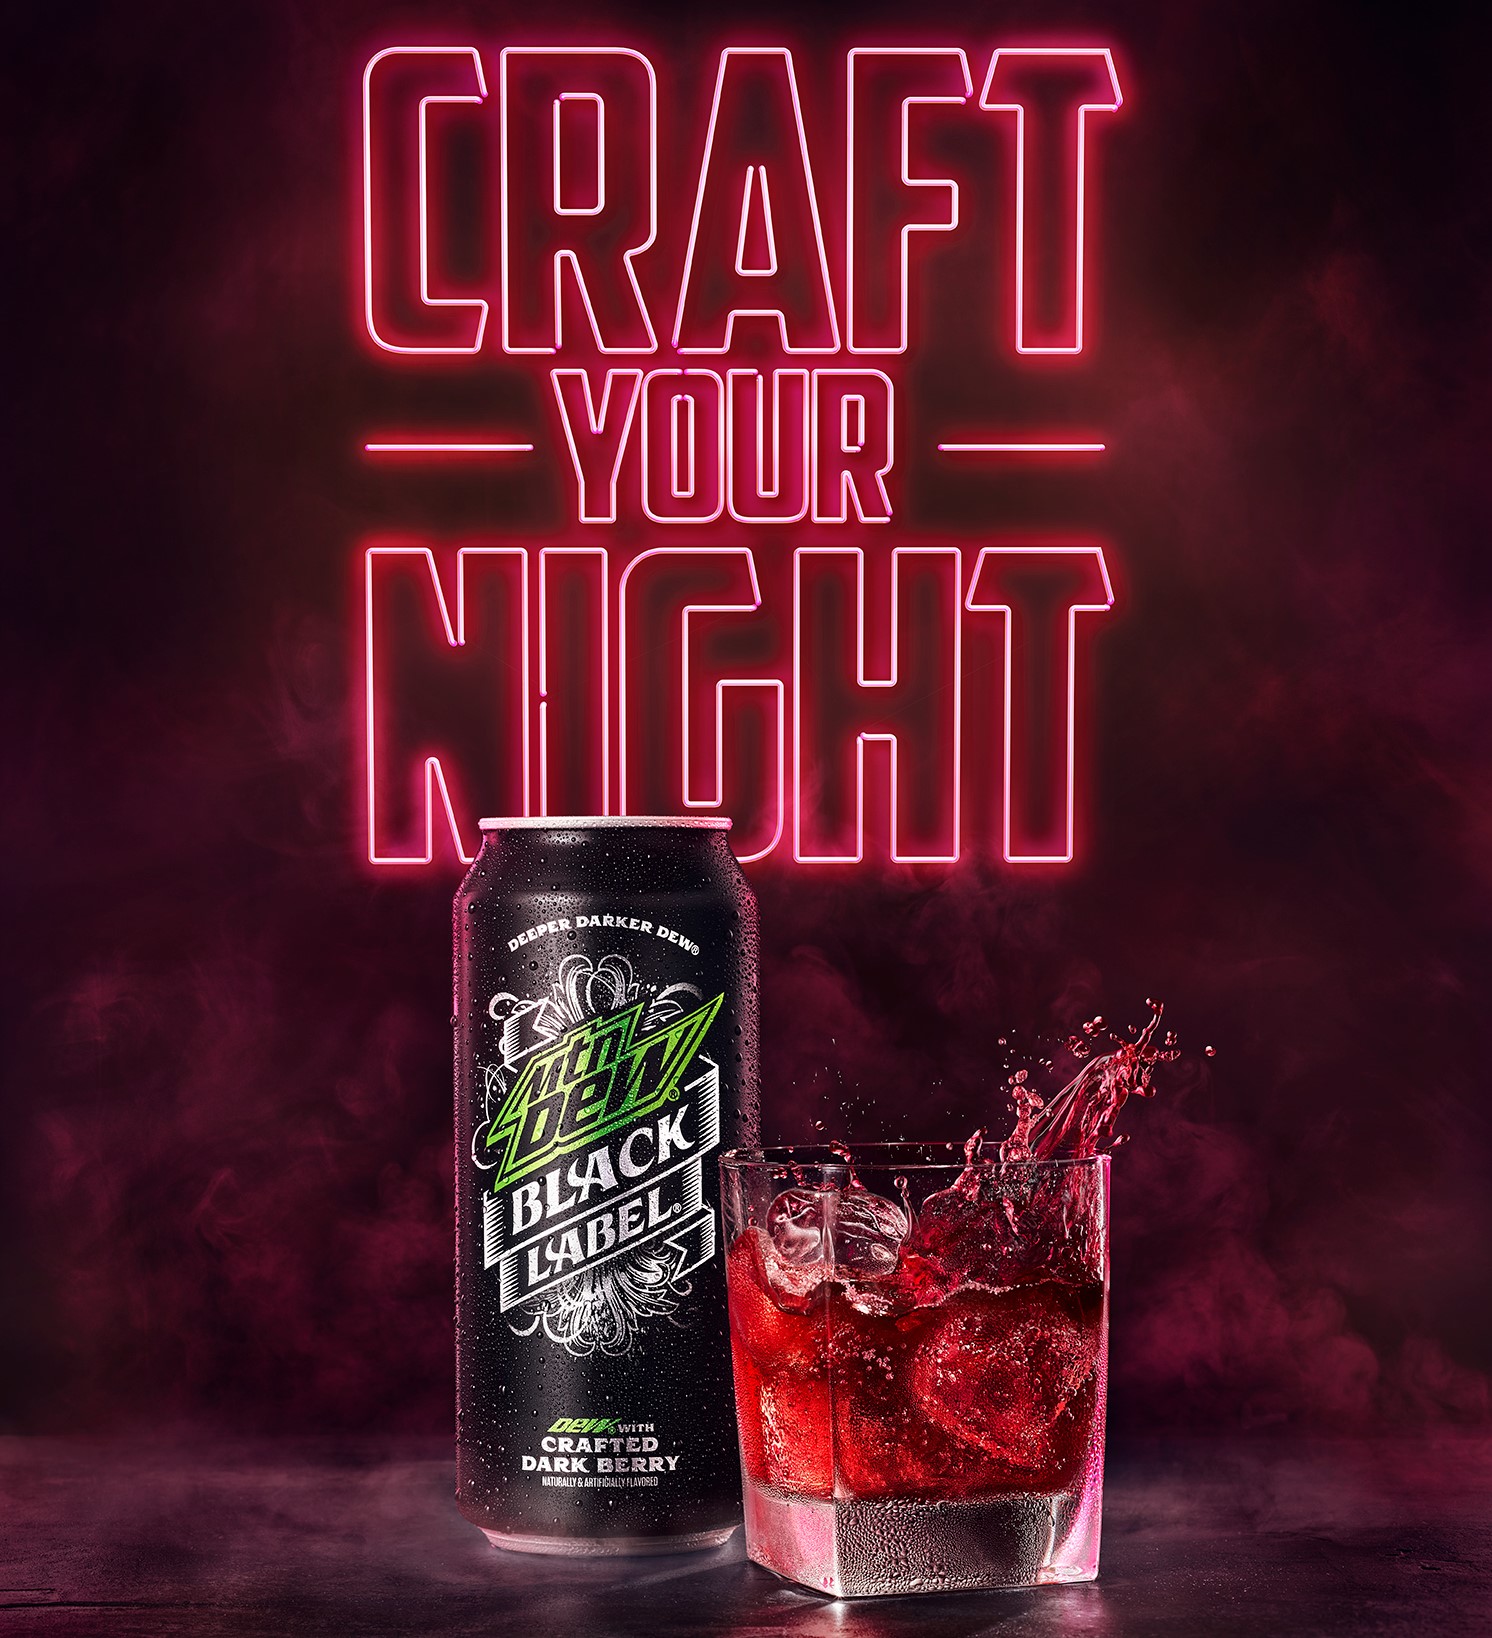 CRAFT
YOUR
NIGHT
DEEPER DARKER DEW®
mtn
DEW®
BLACK
LABEL®
DEW® WITH
CRAFTED
DARK BERRY
NATURALLY & ARTIFICIALLY FLAVORED